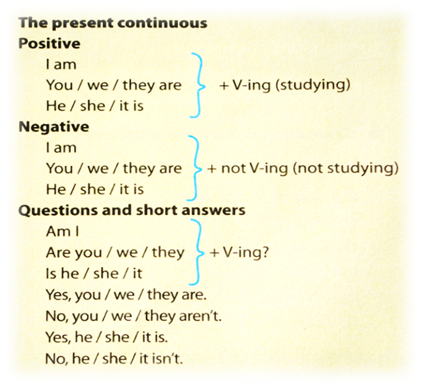 The present continuous
Positive
I am
You / we / they are + V-ing (studying)
He / she / it is
Negative
I am
You / we / they are + not V-ing (not studying)
He / she / it is
Questions and short answers
Am I
Are you / we / they + V-ing?
Is he / she / it
Yes, you / we / they are.
No, you / we / they aren't.
Yes, he / she / it is.
No, he / she / it isn't.